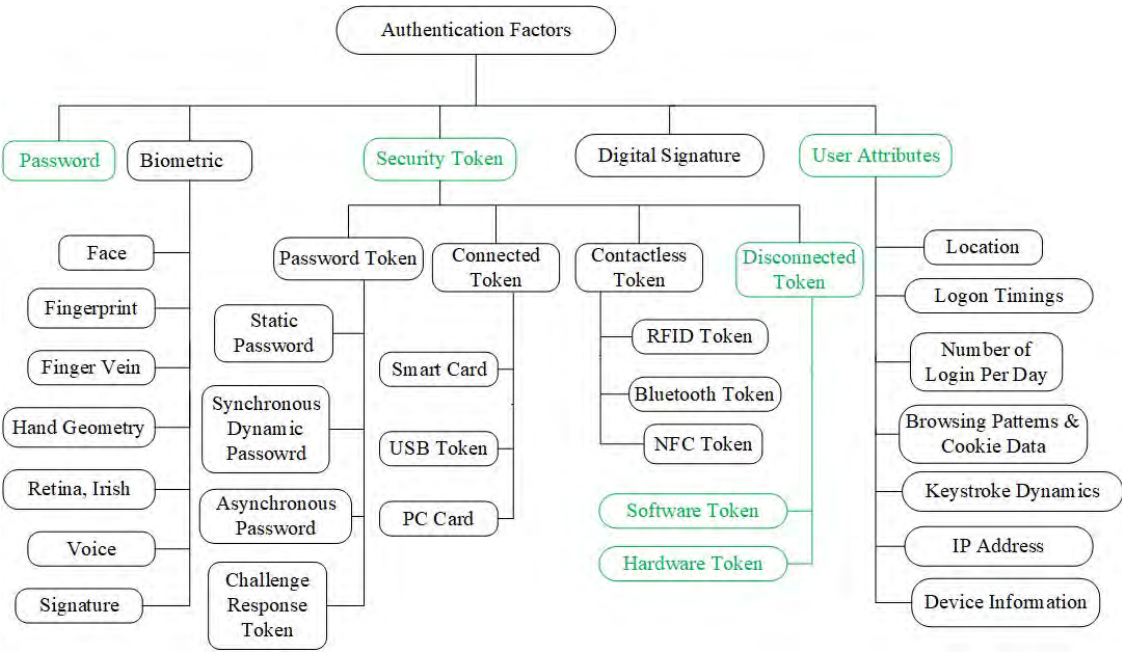 Authentication Factors
Password
Biometric
Security Token
Digital Signature
User Attributes
Face
Fingerprint
Finger Vein
Hand Geometry
Retina, Irish
Voice
Signature
Password Token
Static
Password
Synchronous
Dynamic
Passowrd
Asynchronous
Password
Challenge
Response
Token
Connected
Token
Smart Card
USB Token
PC Card
Contactless
Token
RFID Token
Bluetooth Token
NFC Token
Disconnected
Token
Software Token
Hardware Token
Location
Logon Timings
Number of
Login Per Day
Browsing Patterns &
Cookie Data
Keystroke Dynamics
IP Address
Device Information